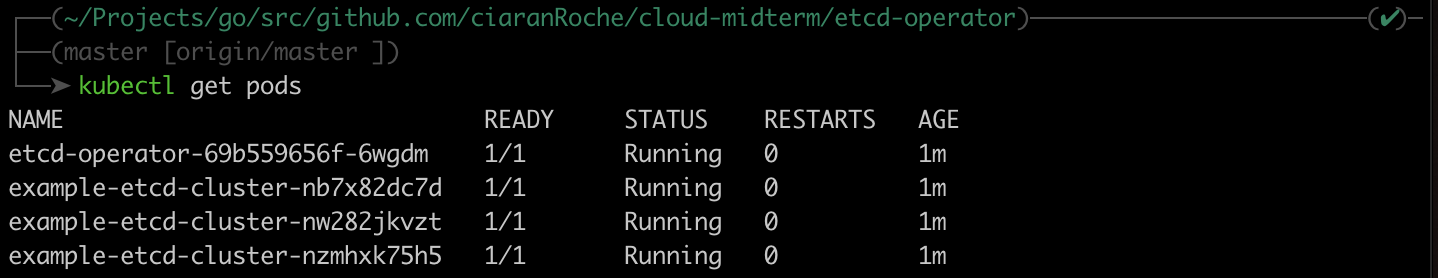 (~/Projects/go/src/github.com/ciaranRoche/cloud-midterm/etcd-operator) (✔)
(master [origin/master ])
➤ kubectl get pods
NAME READY STATUS RESTARTS AGE
etcd-operator-69b559656f-6wgdm 1/1 Running 0 1m
example-etcd-cluster-nb7x82dc7d 1/1 Running 0 1m
example-etcd-cluster-nw282jkvzt 1/1 Running 0 1m
example-etcd-cluster-nzmhxk75h5 1/1 Running 0 1m